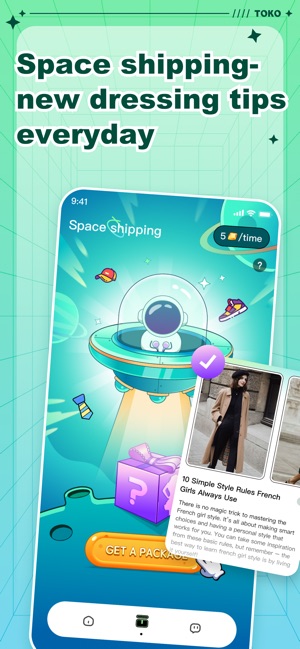 //// TOKO
Space shipping-
new dressing tips
everyday
9:41
Space shipping
5 /time
?
?
GET A PACKAGE
10 Simple Style Rules French
Girls Always Use
There is no magic trick to mastering the
French girl style. It's all about making smart
choices and having a personal style that
works for you. You can take some inspiration
from these basic rules, but remember – the
best way to learn french girl style is by living